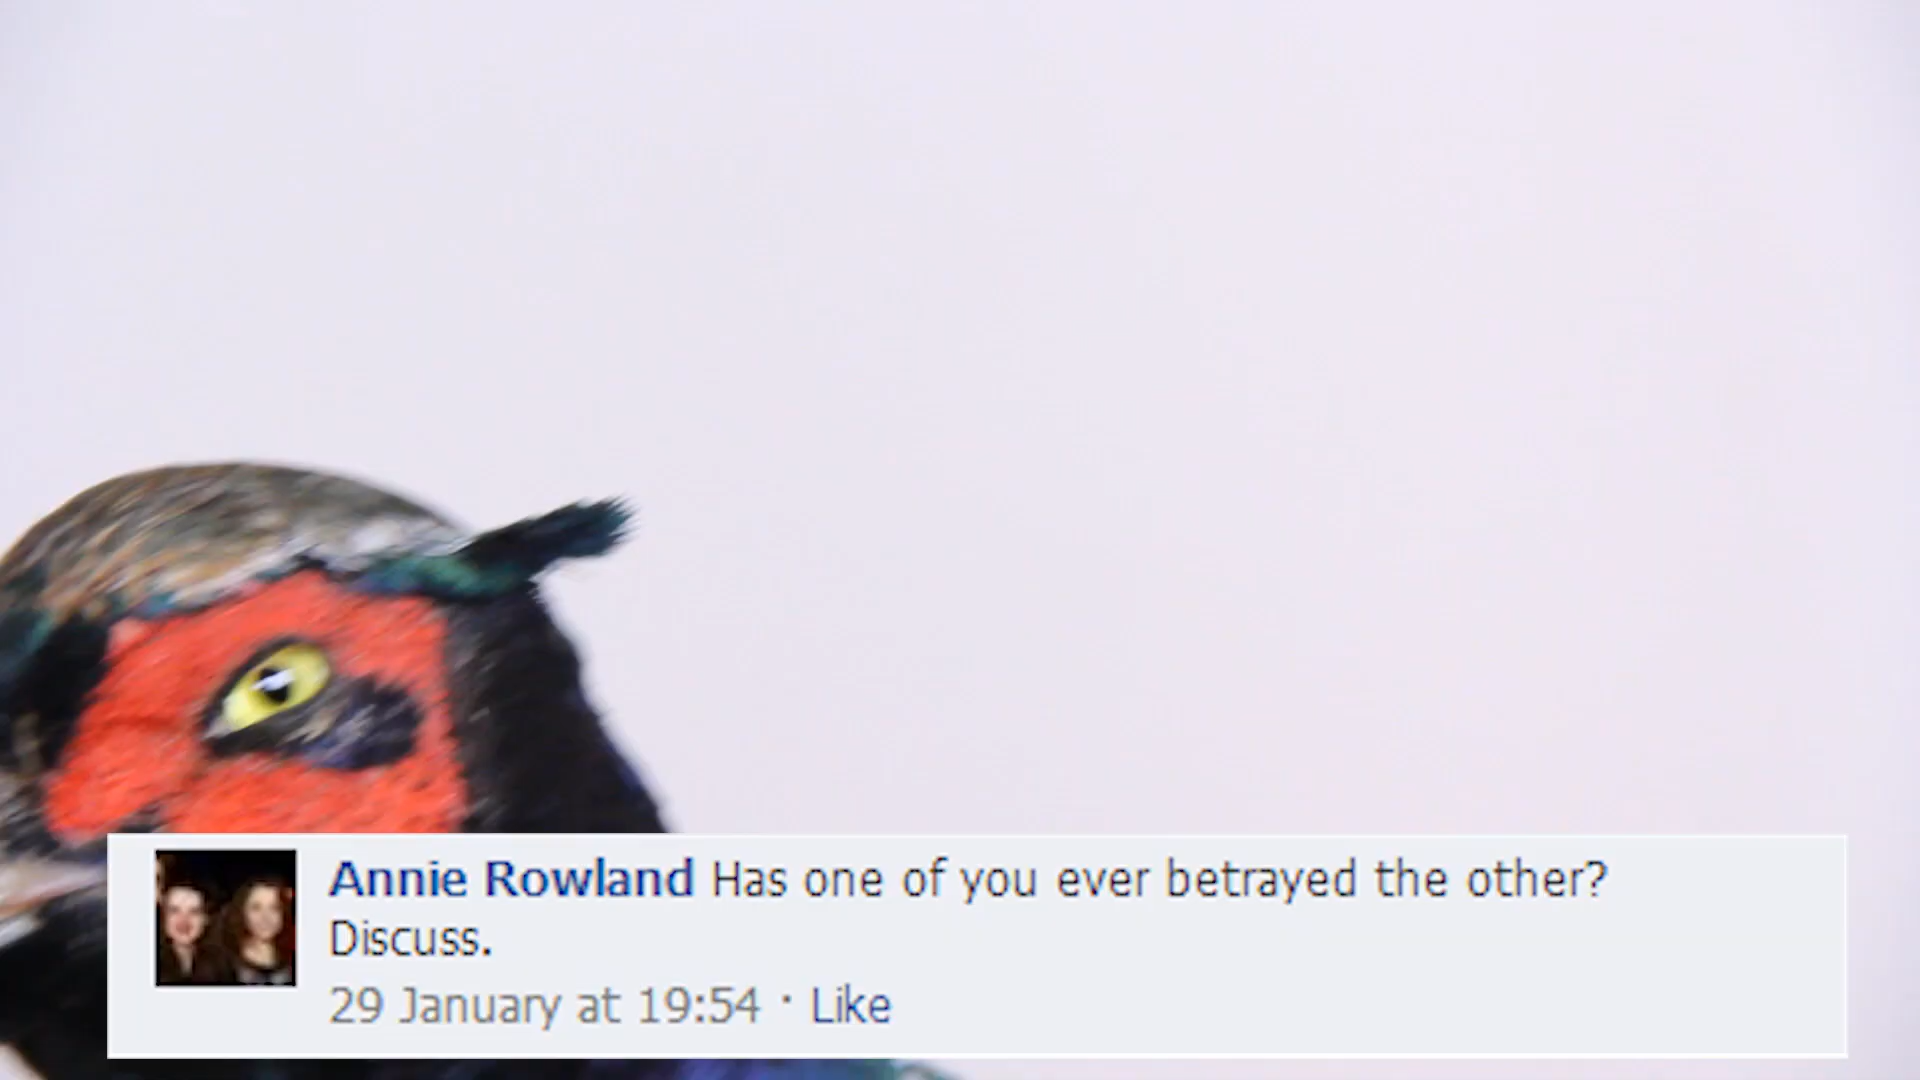 Annie Rowland Has one of you ever betrayed the other?
Discuss.
29 January at 19:54 · Like